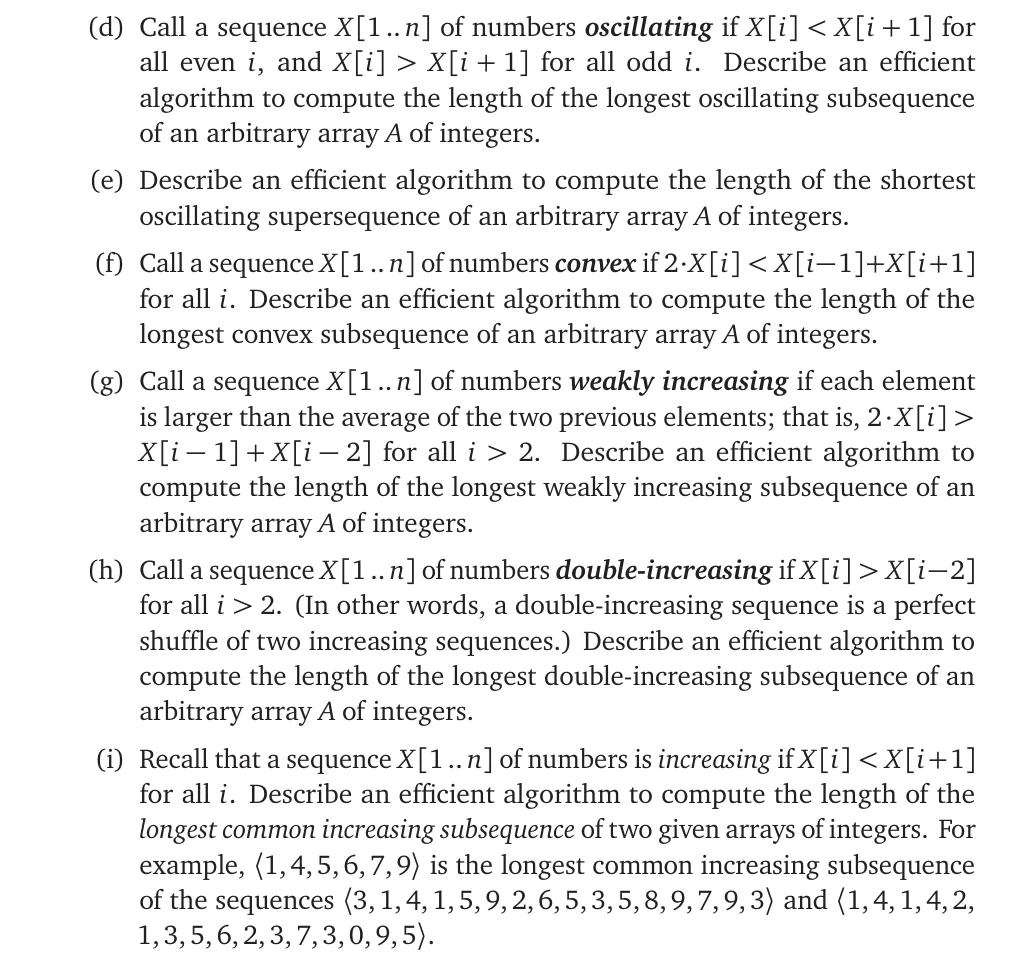 (d) Call a sequence X[1 .. n] of numbers oscillating if X[i] < X[i + 1] for
all even i, and X[i] > X[i + 1] for all odd i. Describe an efficient
algorithm to compute the length of the longest oscillating subsequence
of an arbitrary array A of integers.
(e) Describe an efficient algorithm to compute the length of the shortest
oscillating supersequence of an arbitrary array A of integers.
(f) Call a sequence X[1 .. n] of numbers convex if 2·X[i] < X[i−1]+X[i+1]
for all i. Describe an efficient algorithm to compute the length of the
longest convex subsequence of an arbitrary array A of integers.
(g) Call a sequence X[1 .. n] of numbers weakly increasing if each element
is larger than the average of the two previous elements; that is, 2·X[i] >
X[i − 1] + X[i − 2] for all i > 2. Describe an efficient algorithm to
compute the length of the longest weakly increasing subsequence of an
arbitrary array A of integers.
(h) Call a sequence X[1 .. n] of numbers double-increasing if X[i] > X[i−2]
for all i > 2. (In other words, a double-increasing sequence is a perfect
shuffle of two increasing sequences.) Describe an efficient algorithm to
compute the length of the longest double-increasing subsequence of an
arbitrary array A of integers.
(i) Recall that a sequence X[1 .. n] of numbers is increasing if X[i] < X[i+1]
for all i. Describe an efficient algorithm to compute the length of the
longest common increasing subsequence of two given arrays of integers. For
example, ⟨1, 4, 5, 6, 7, 9⟩ is the longest common increasing subsequence
of the sequences ⟨3, 1, 4, 1, 5, 9, 2, 6, 5, 3, 5, 8, 9, 7, 9, 3⟩ and ⟨1, 4, 1, 4, 2,
1, 3, 5, 6, 2, 3, 7, 3, 0, 9, 5⟩.